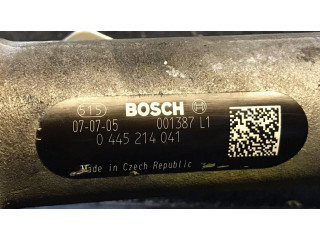 515 BOSCH
07-07-05 001387 L1
0 445 214 041
Made in Czech Republic